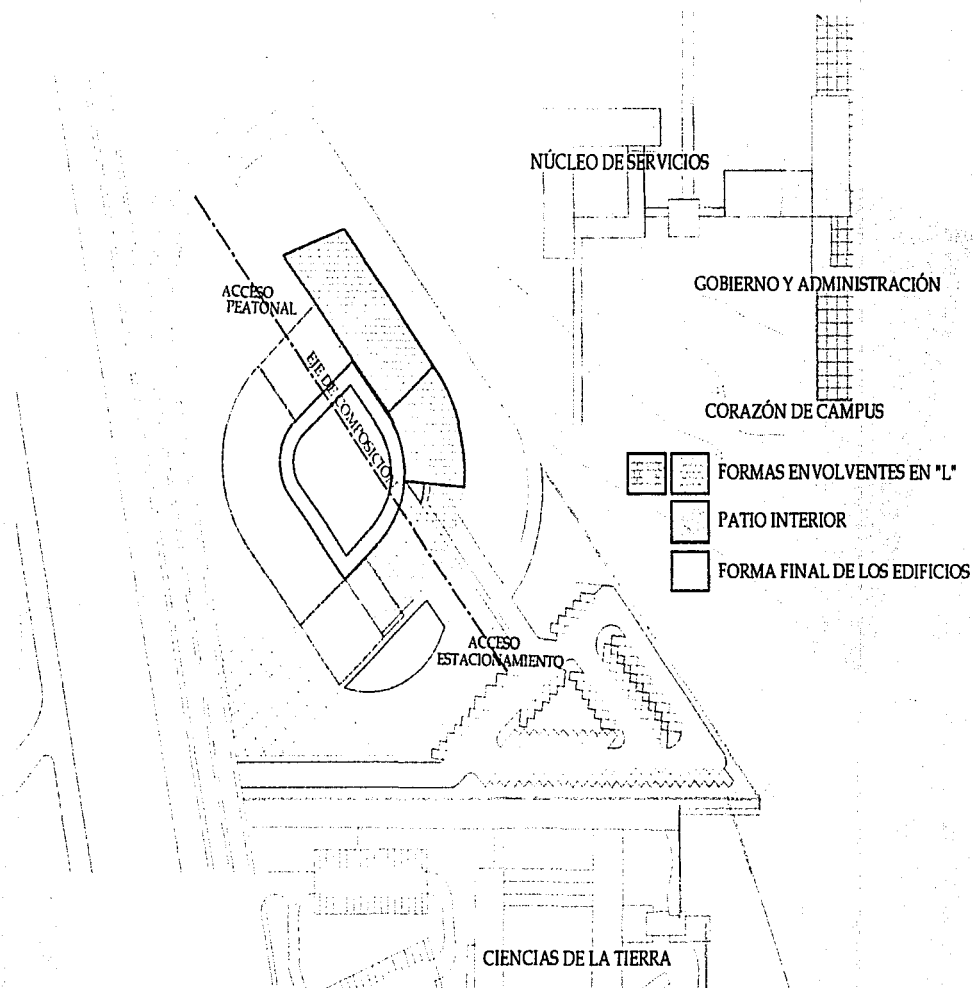 NÚCLEO DE SERVICIOS
GOBIERNO Y ADMINISTRACIÓN
ACCESO
PEATONAL
EJE DE COMPOSICIÓN
CORAZÓN DE CAMPUS
FORMAS ENVOLVENTES EN "L"
PATIO INTERIOR
FORMA FINAL DE LOS EDIFICIOS
ACCESO
ESTACIONAMIENTO
CIENCIAS DE LA TIERRA